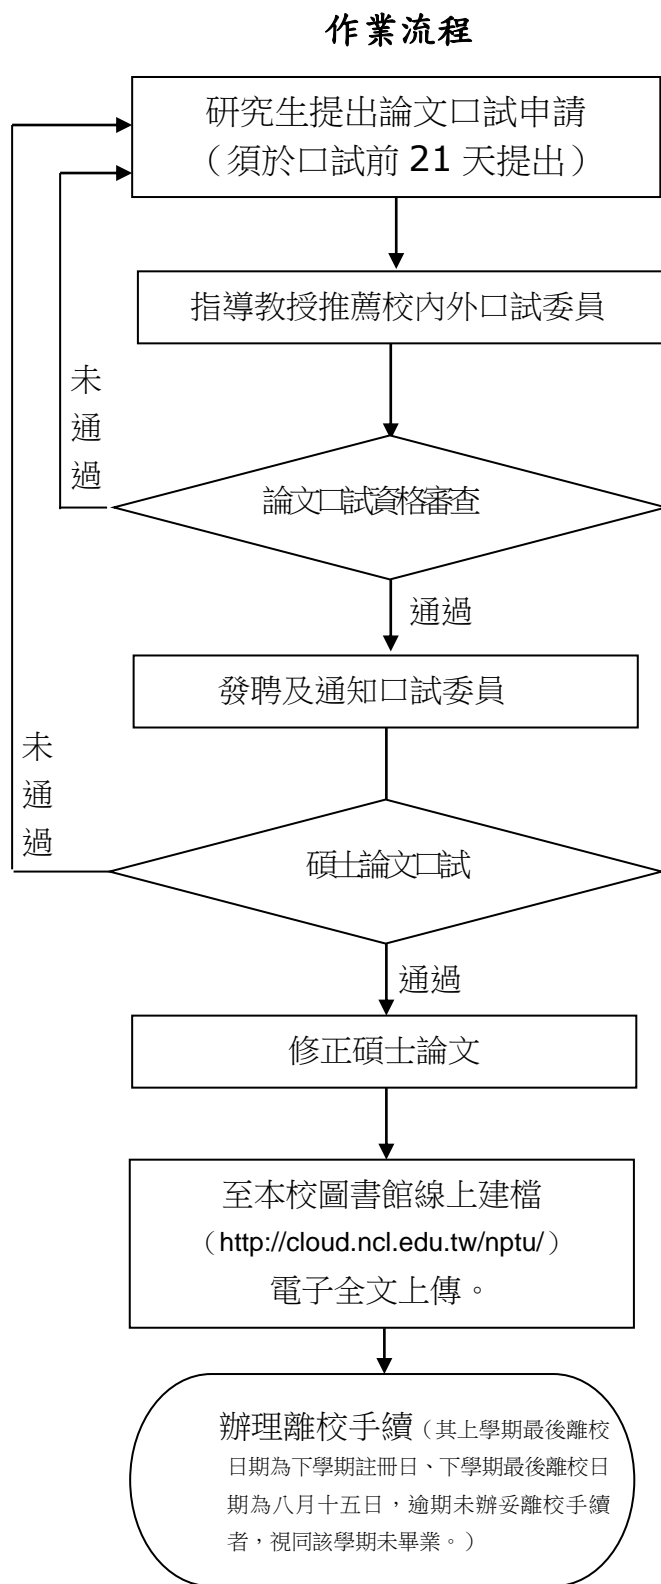 作業流程
研究生提出論文口試申請
（須於口試前 21 天提出）
指導教授推薦校內外口試委員
未
通
過
論文口試資格審查
通過
發聘及通知口試委員
未
通
過
碩士論文口試
通過
修正碩士論文
至本校圖書館線上建檔
（http://cloud.ncl.edu.tw/nptu/）
電子全文上傳。
辦理離校手續（其上學期最後離校
日期為下學期註冊日、下學期最後離校日
期為八月十五日，逾期未辦妥離校手續
者，視同該學期未畢業。）